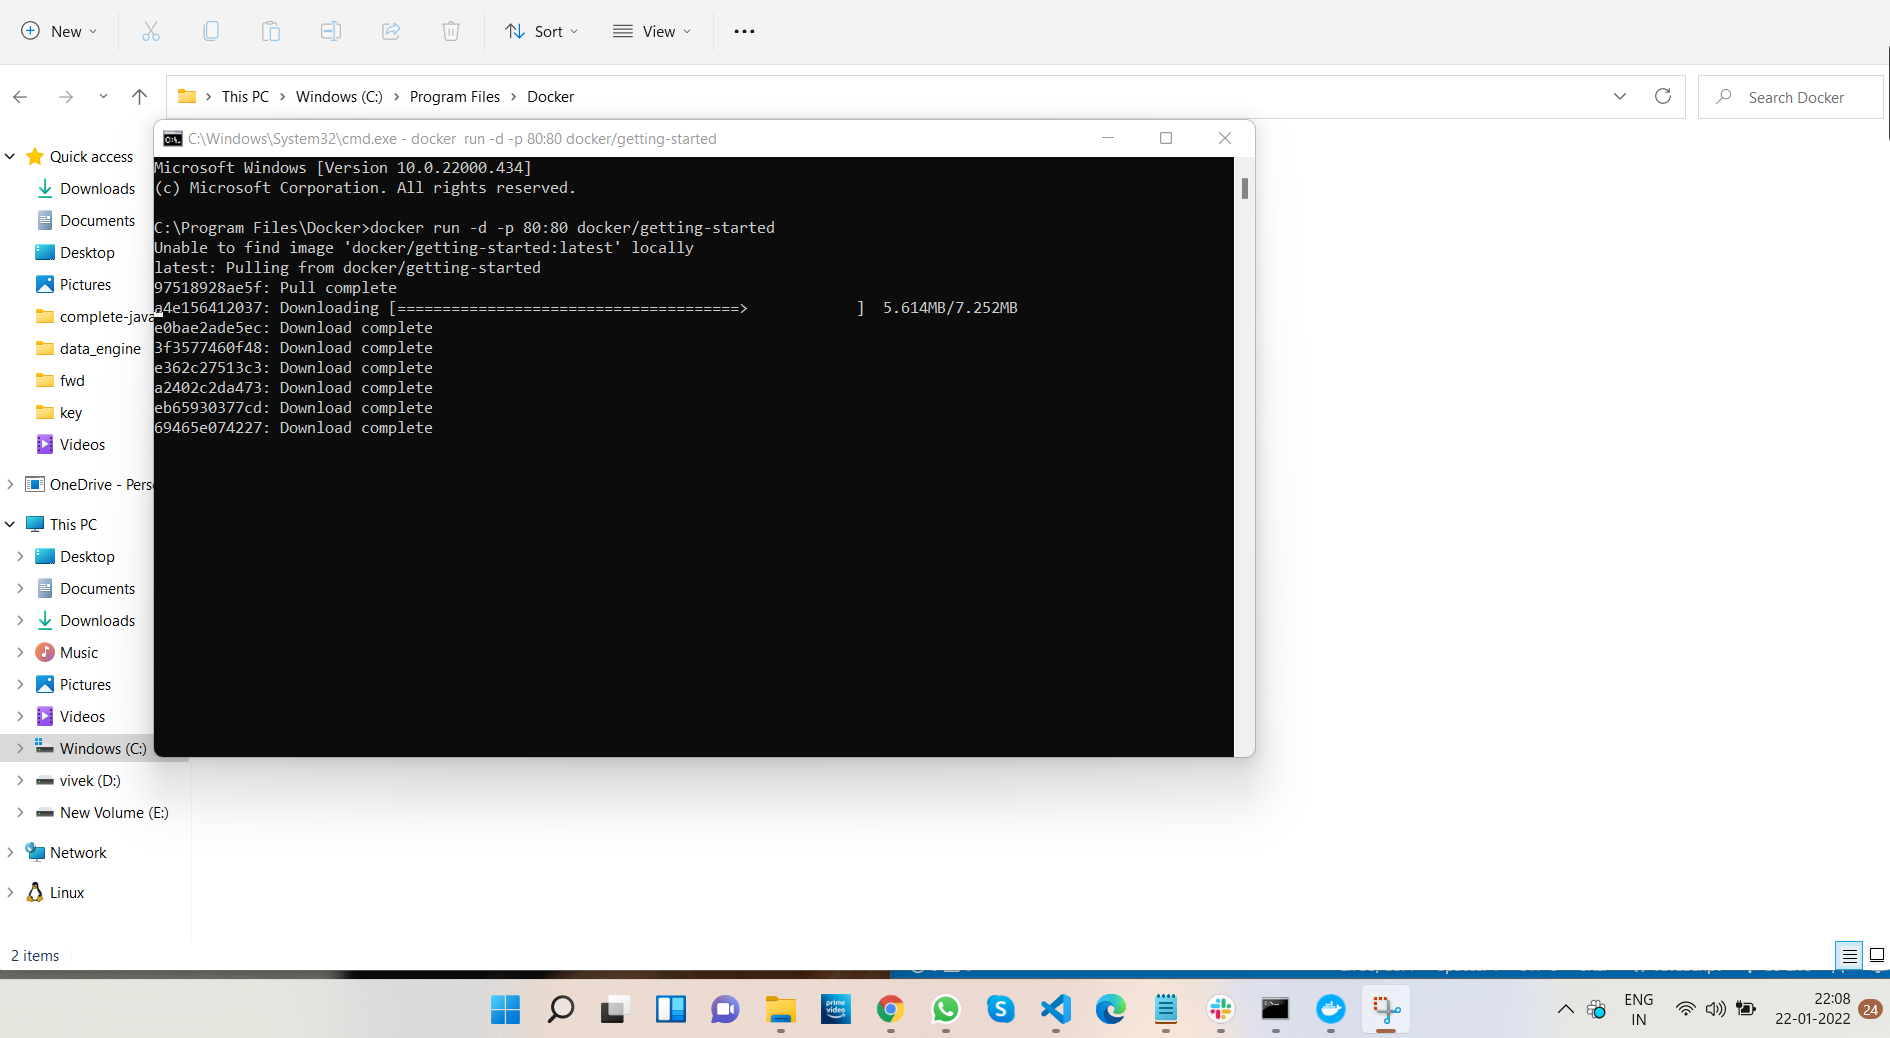 New
Sort
View
This PC
Windows (C:)
Program Files
Docker
Search Docker
C:\Windows\System32\cmd.exe - docker  run -d -p 80:80 docker/getting-started
Microsoft Windows [Version 10.0.22000.434]
(c) Microsoft Corporation. All rights reserved.
C:\Program Files\Docker>docker run -d -p 80:80 docker/getting-started
Unable to find image 'docker/getting-started:latest' locally
latest: Pulling from docker/getting-started
97518928ae5f: Pull complete
a4e156412037: Downloading [======================================>            ]  5.614MB/7.252MB
e0bae2ade5ec: Download complete
3f3577460f48: Download complete
e362c27513c3: Download complete
a2402c2da473: Download complete
eb65930377cd: Download complete
69465e074227: Download complete
Quick access
Downloads
Documents
Desktop
Pictures
complete-java
data_engine
fwd
key
Videos
OneDrive - Pers
This PC
Desktop
Documents
Downloads
Music
Pictures
Videos
Windows (C:)
vivek (D:)
New Volume (E:)
Network
Linux
2 items
prime video
ENG
IN
22:08
22-01-2022
24